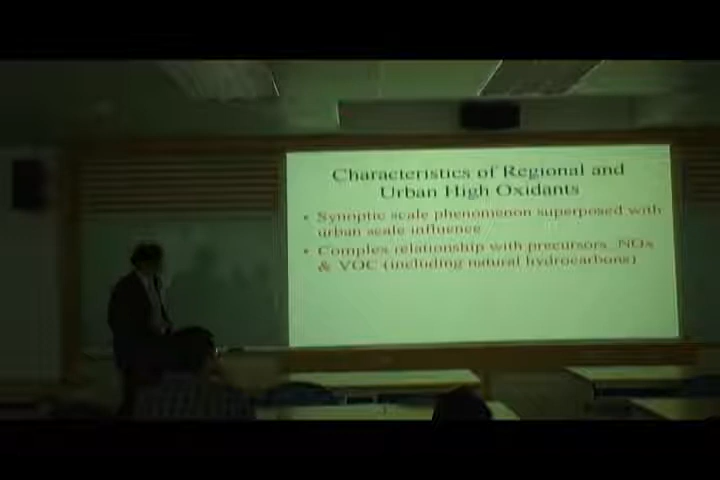 Characteristics of Regional and
Urban High Oxidants
• Synoptic scale phenomenon superposed with
urban scale influence
• Complex relationship with precursors, NOx
& VOC (including natural hydrocarbons)